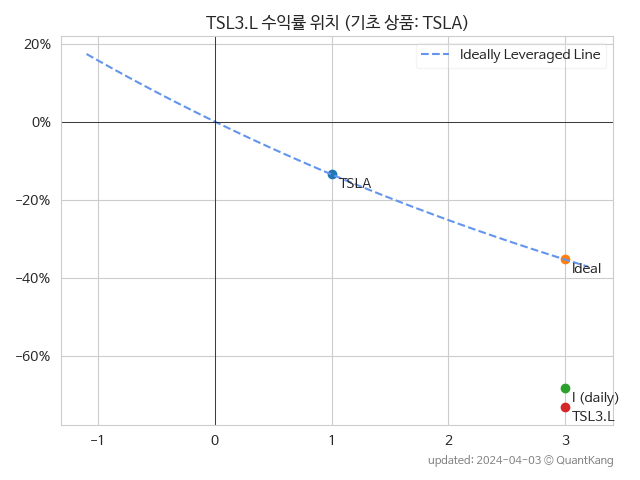 TSL3.L 수익률 위치 (기초 상품: TSLA)
20%
Ideally Leveraged Line
0%
TSLA
-20%
Ideal
-40%
-60%
I (daily)
TSL3.L
-1 0 1 2 3
updated: 2024-04-03 © QuantKang